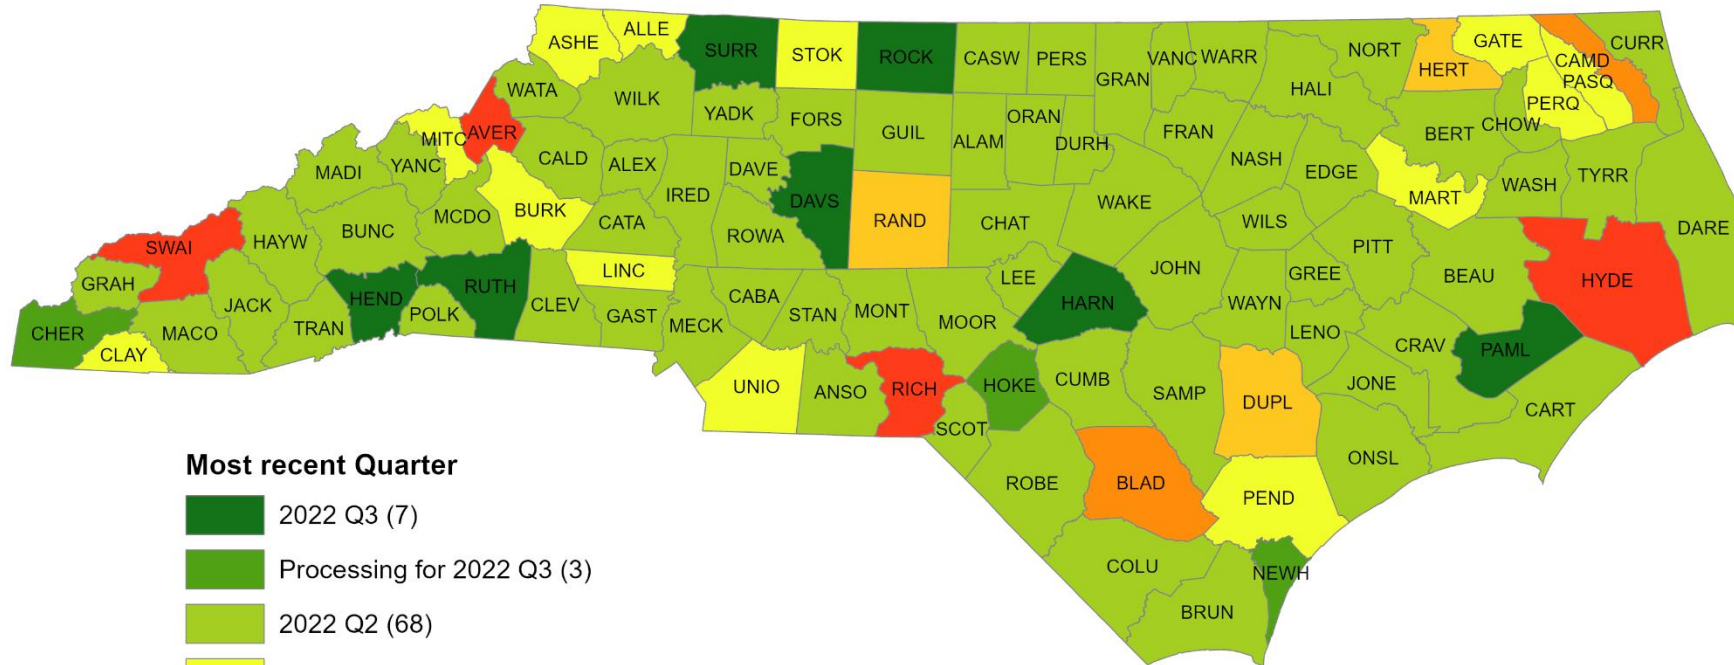 ASHE
ALLE
SURR
STOK
ROCK
CASW
PERS
GRAN
VANC
WARR
NORT
HERT
GATE
CAMD
PASQ
CURR
WATA
WILK
YADK
FORS
GUIL
ALAM
ORAN
DURH
FRAN
HALI
BERT
CHOW
PERQ
MITC
AVER
CALD
ALEX
IRED
DAVE
DAVS
RAND
CHAT
WAKE
NASH
EDGE
MART
WASH
TYRR
DARE
MADI
YANC
MCDO
BURK
CATA
ROWA
WILS
PITT
BEAU
HYDE
SWAI
HAYW
BUNC
LINC
LEE
JOHN
GREE
GRAH
JACK
HEND
RUTH
POLK
CLEV
GAST
MECK
CABA
STAN
MONT
MOOR
HARN
WAYN
LENO
CRAV
PAML
CHER
CLAY
MACO
TRAN
UNIO
ANSO
RICH
SCOT
HOKE
CUMB
SAMP
DUPL
JONE
CART
ROBE
BLAD
PEND
ONSL
COLU
BRUN
NEWH
Most recent Quarter
2022 Q3 (7)
Processing for 2022 Q3 (3)
2022 Q2 (68)